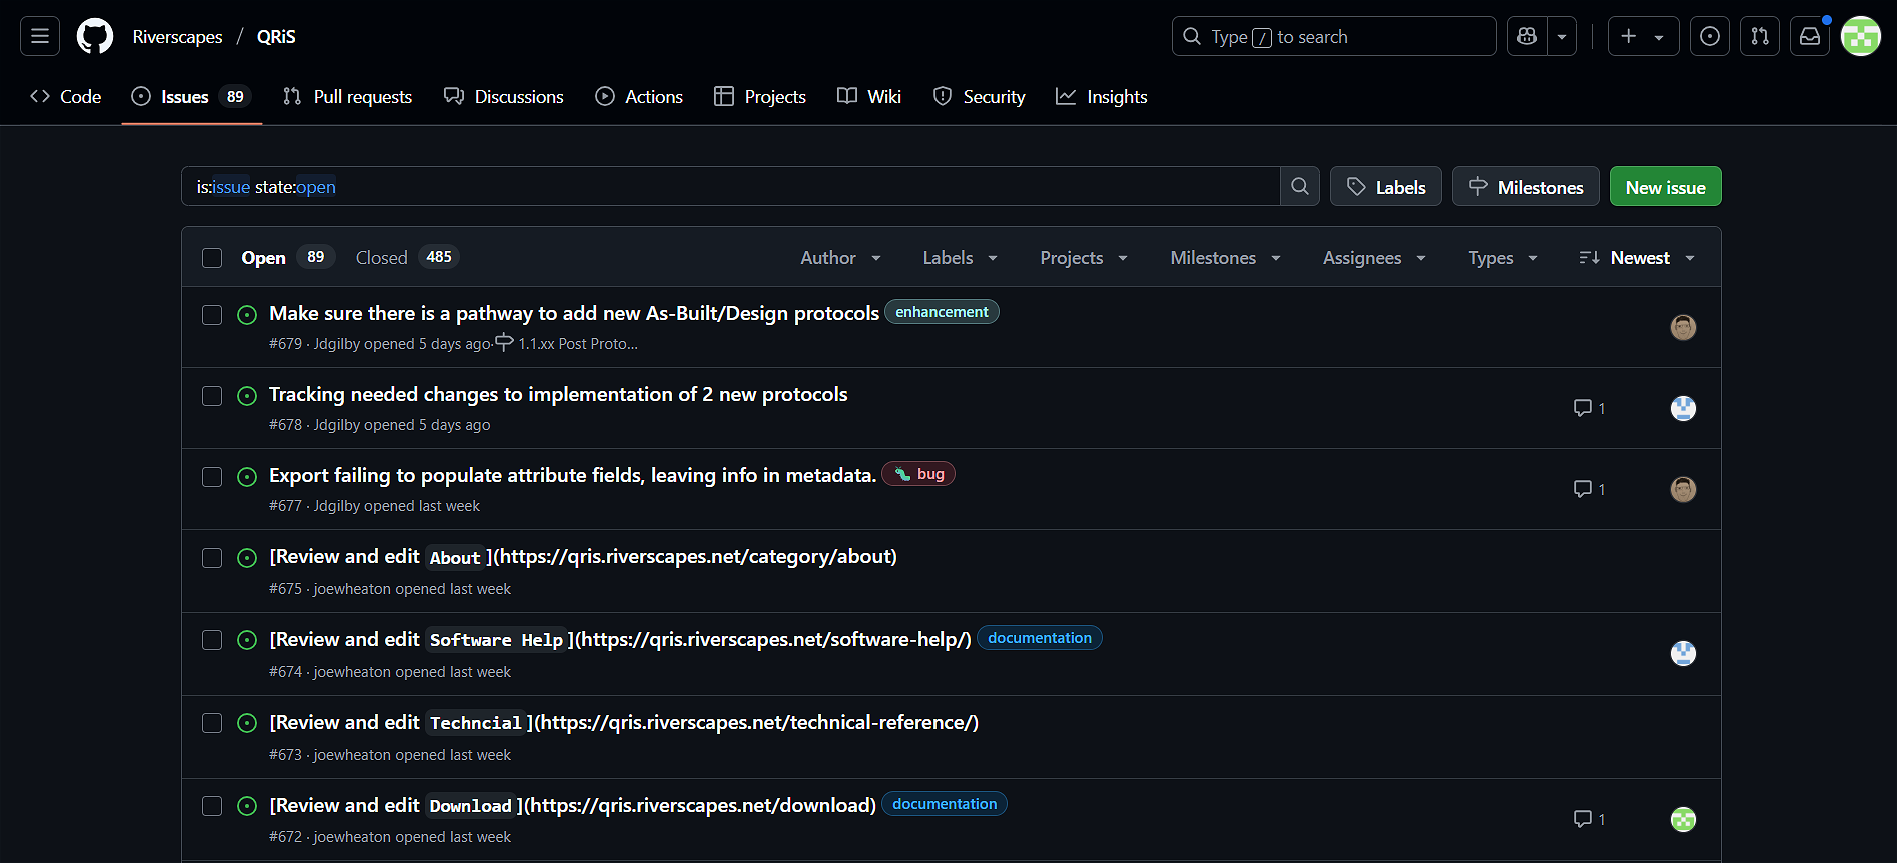 Riverscapes / QRiS
Type / to search
Code
Issues 89
Pull requests
Discussions
Actions
Projects
Wiki
Security
Insights
is:issue state:open
Labels
Milestones
New issue
Open 89
Closed 485
Author
Labels
Projects
Milestones
Assignees
Types
Newest
Make sure there is a pathway to add new As-Built/Design protocols enhancement
#679 · Jdgilby opened 5 days ago · 1.1.xx Post Proto...
Tracking needed changes to implementation of 2 new protocols
#678 · Jdgilby opened 5 days ago
1
Export failing to populate attribute fields, leaving info in metadata. bug
#677 · Jdgilby opened last week
1
[Review and edit About](https://qris.riverscapes.net/category/about)
#675 · joewheaton opened last week
[Review and edit Software Help](https://qris.riverscapes.net/software-help/) documentation
#674 · joewheaton opened last week
[Review and edit Techncial](https://qris.riverscapes.net/technical-reference/)
#673 · joewheaton opened last week
[Review and edit Download](https://qris.riverscapes.net/download) documentation
#672 · joewheaton opened last week
1